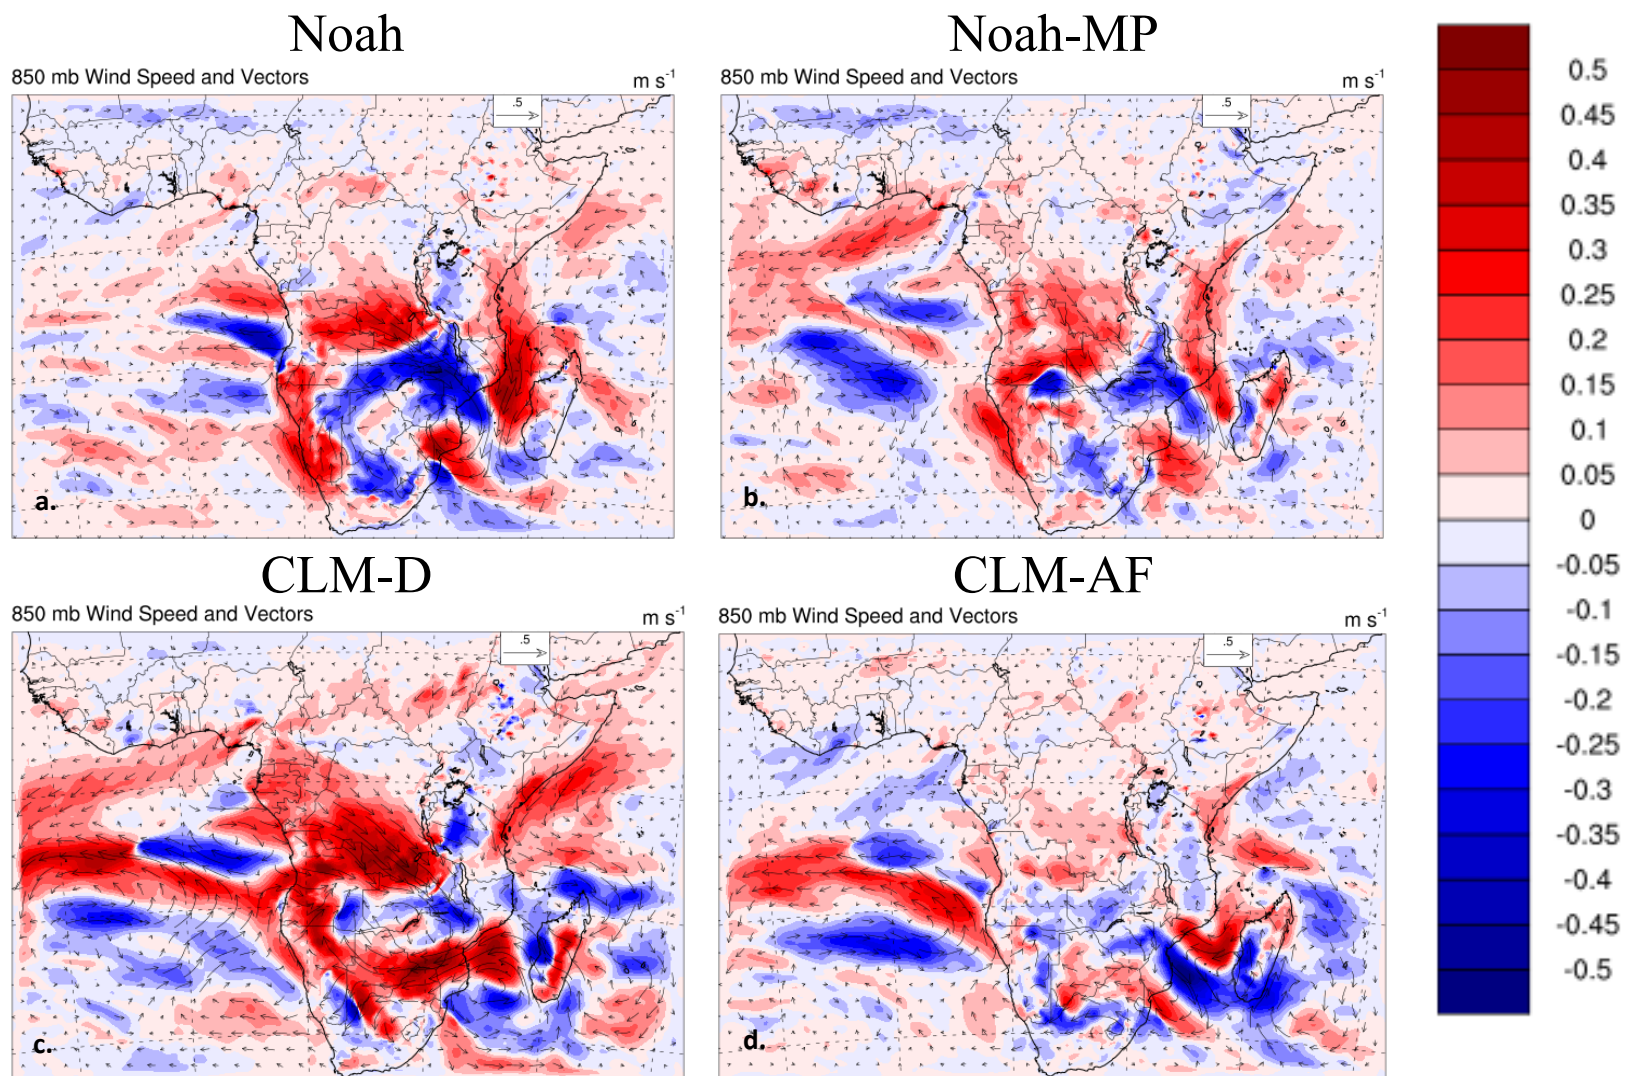 Noah
Noah-MP
850 mb Wind Speed and Vectors m s⁻¹
850 mb Wind Speed and Vectors m s⁻¹
.5
.5
a.
b.
CLM-D
CLM-AF
850 mb Wind Speed and Vectors m s⁻¹
850 mb Wind Speed and Vectors m s⁻¹
.5
.5
c.
d.
0.5
0.45
0.4
0.35
0.3
0.25
0.2
0.15
0.1
0.05
0
-0.05
-0.1
-0.15
-0.2
-0.25
-0.3
-0.35
-0.4
-0.45
-0.5